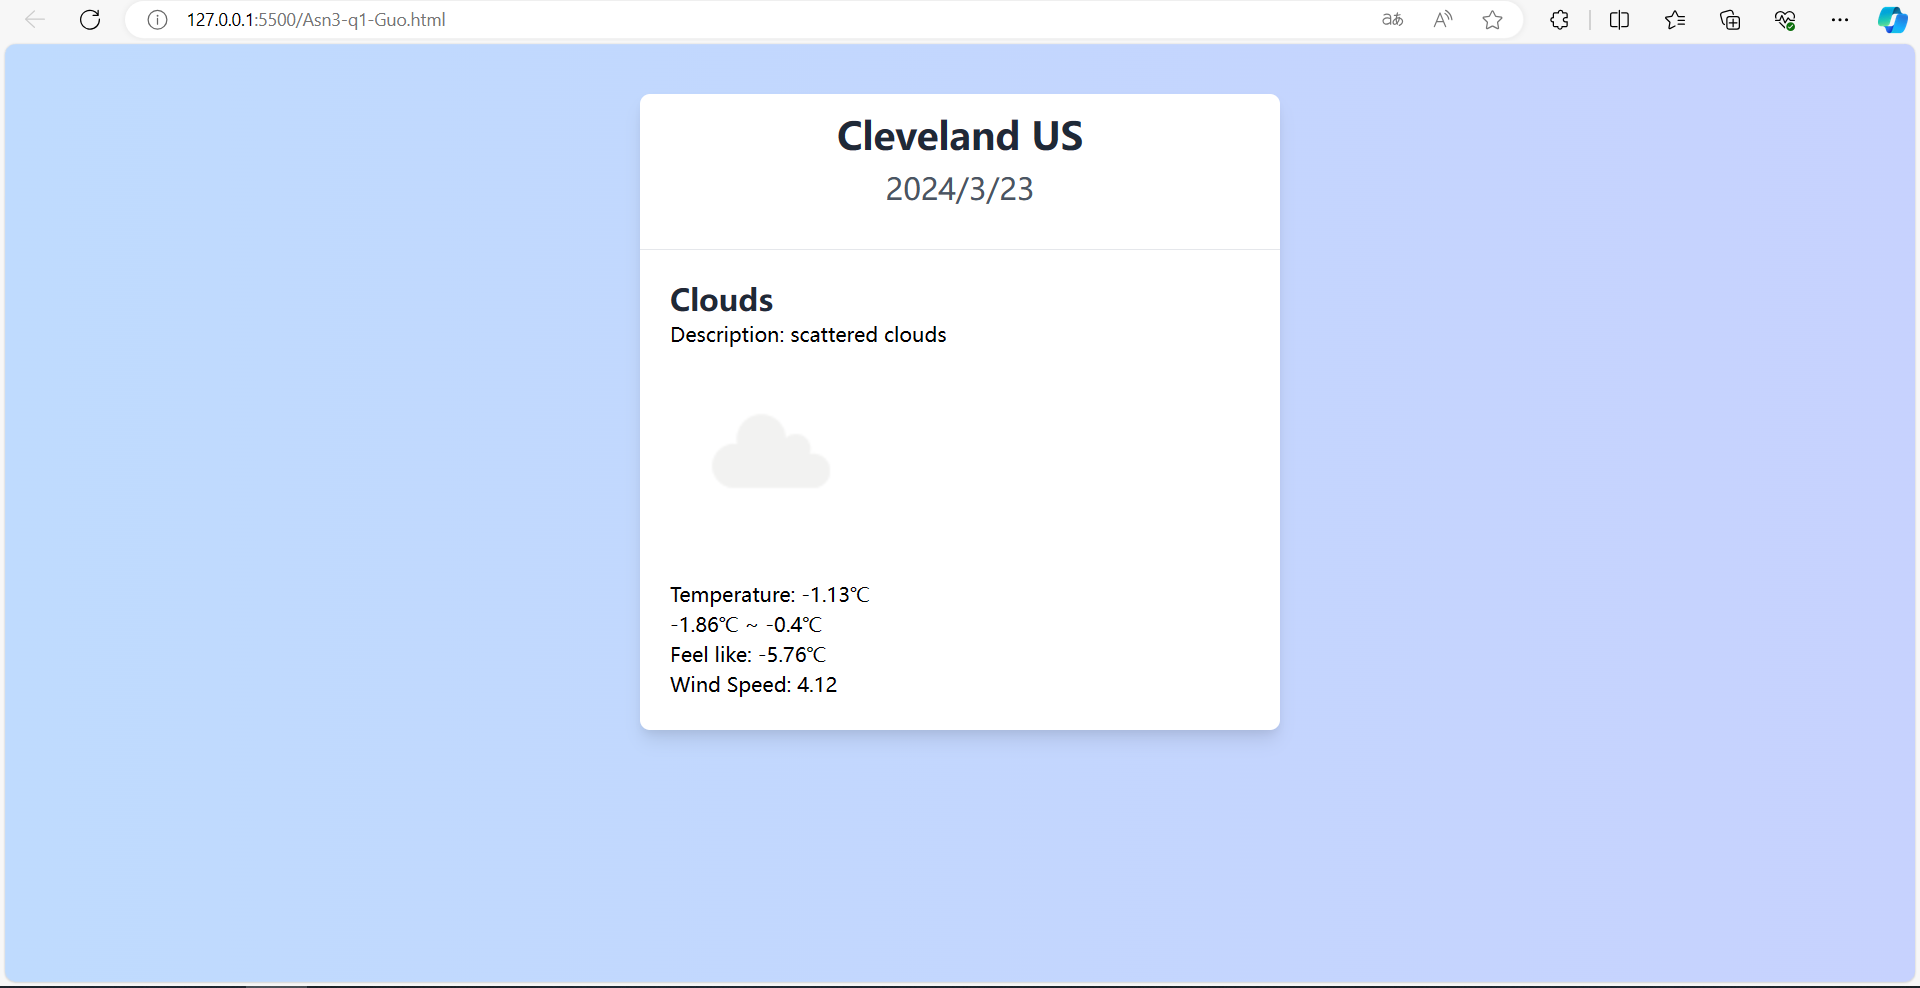 127.0.0.1:5500/Asn3-q1-Guo.html
Cleveland US
2024/3/23
Clouds
Description: scattered clouds
Temperature: -1.13℃
-1.86℃ ~ -0.4℃
Feel like: -5.76℃
Wind Speed: 4.12